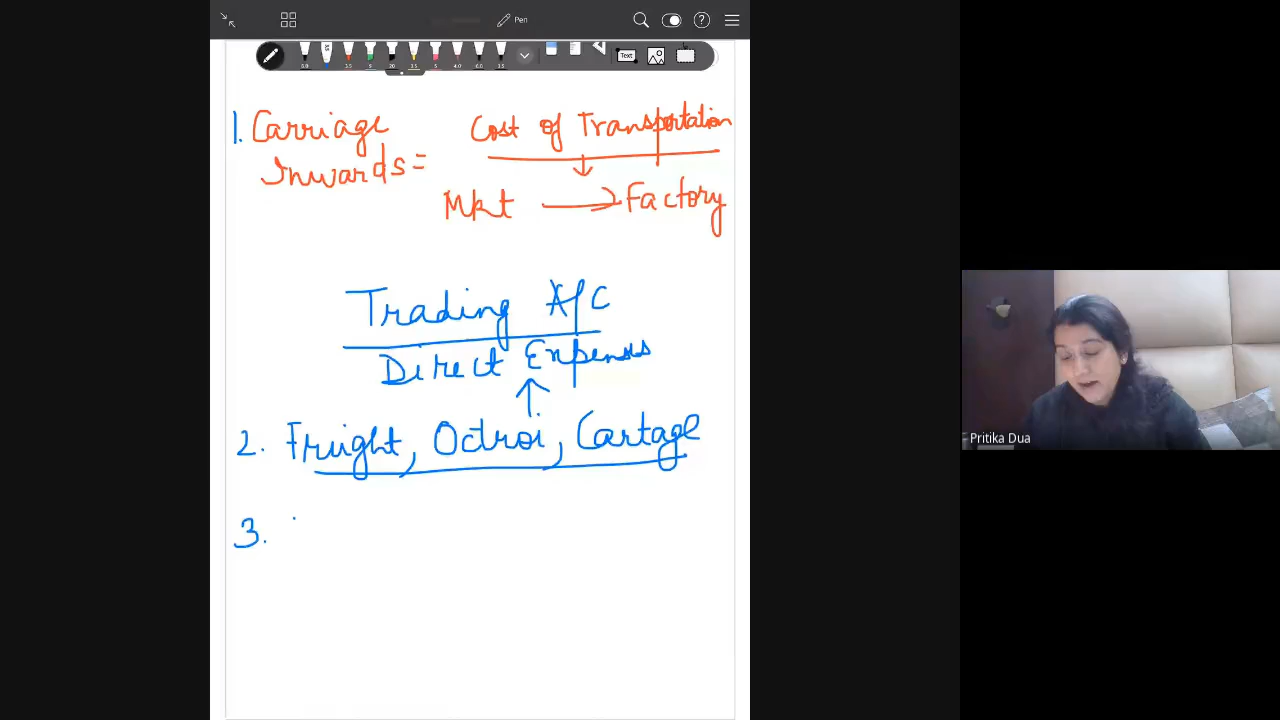 Pen
Text
1. Carriage Inwards =
Cost of Transportation
↓
Mkt → Factory
Trading A/C
Direct Expenses
↑
2. Fruight, Octroi, Cartage
3.
Pritika Dua